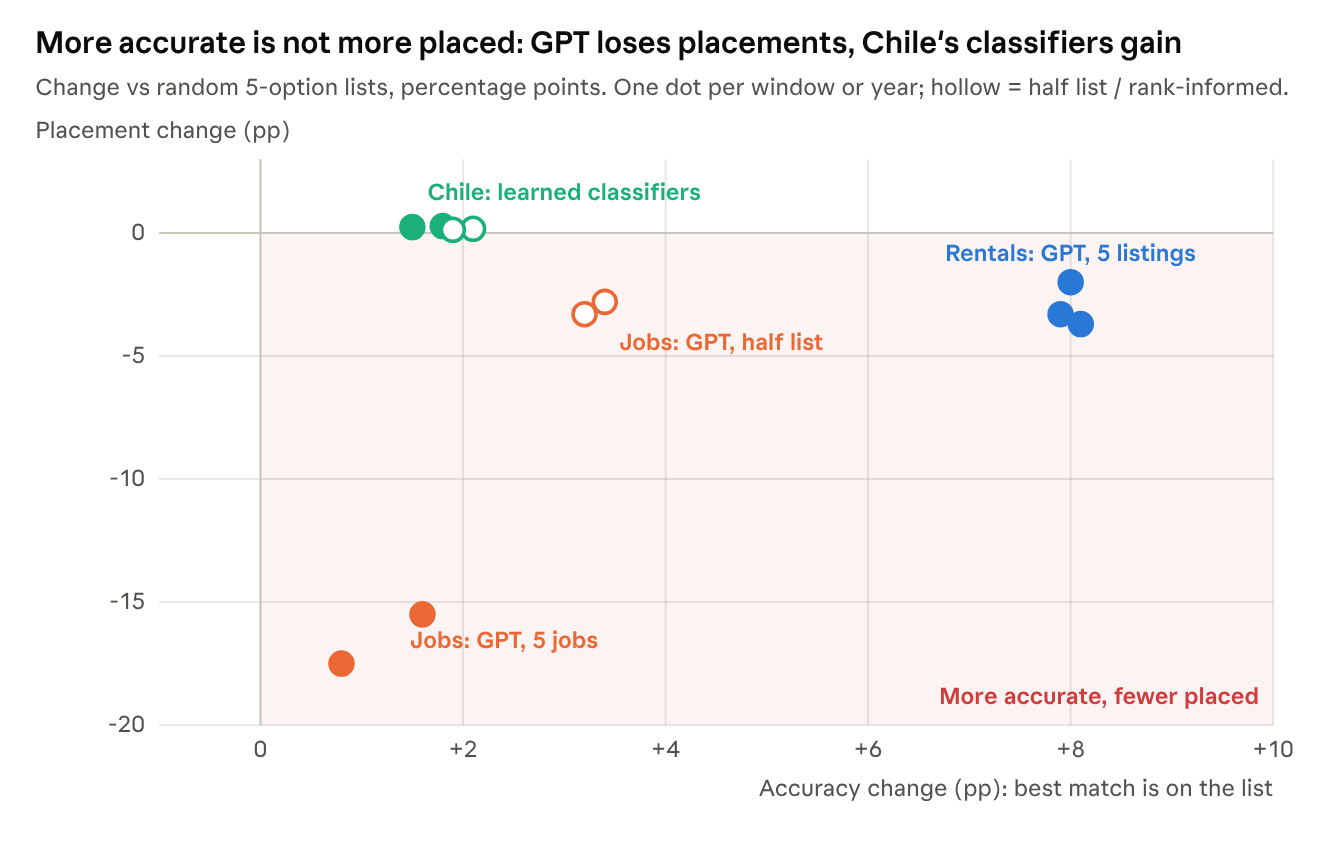 More accurate is not more placed: GPT loses placements, Chile's classifiers gain
Change vs random 5-option lists, percentage points. One dot per window or year; hollow = half list / rank-informed.
Placement change (pp)
Chile: learned classifiers
0
Rentals: GPT, 5 listings
Jobs: GPT, half list
-5
-10
-15
Jobs: GPT, 5 jobs
More accurate, fewer placed
-20
0 +2 +4 +6 +8 +10
Accuracy change (pp): best match is on the list